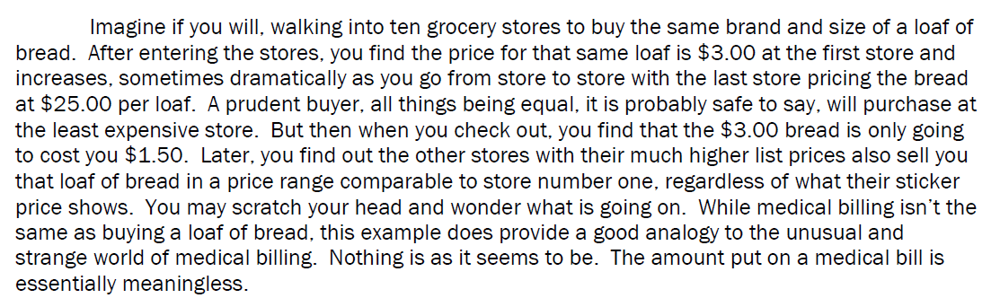 Imagine if you will, walking into ten grocery stores to buy the same brand and size of a loaf of
bread.  After entering the stores, you find the price for that same loaf is $3.00 at the first store and
increases, sometimes dramatically as you go from store to store with the last store pricing the bread
at $25.00 per loaf.  A prudent buyer, all things being equal, it is probably safe to say, will purchase at
the least expensive store.  But then when you check out, you find that the $3.00 bread is only going
to cost you $1.50.  Later, you find out the other stores with their much higher list prices also sell you
that loaf of bread in a price range comparable to store number one, regardless of what their sticker
price shows.  You may scratch your head and wonder what is going on.  While medical billing isn’t the
same as buying a loaf of bread, this example does provide a good analogy to the unusual and
strange world of medical billing.  Nothing is as it seems to be.  The amount put on a medical bill is
essentially meaningless.